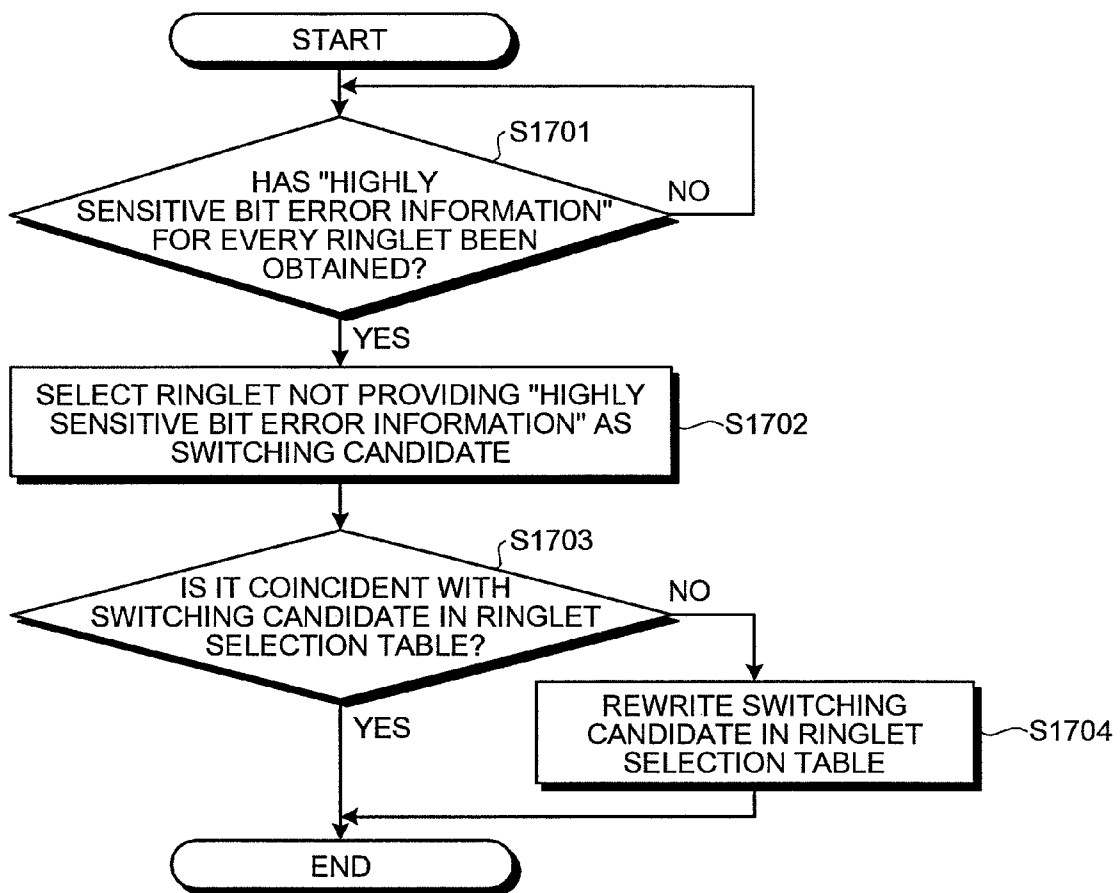 START
S1701
HAS "HIGHLY
SENSITIVE BIT ERROR INFORMATION"
FOR EVERY RINGLET BEEN
OBTAINED?
NO
YES
SELECT RINGLET NOT PROVIDING "HIGHLY
SENSITIVE BIT ERROR INFORMATION" AS
SWITCHING CANDIDATE
S1702
S1703
IS IT COINCIDENT WITH
SWITCHING CANDIDATE IN RINGLET
SELECTION TABLE?
NO
YES
REWRITE SWITCHING
CANDIDATE IN RINGLET
SELECTION TABLE
S1704
END